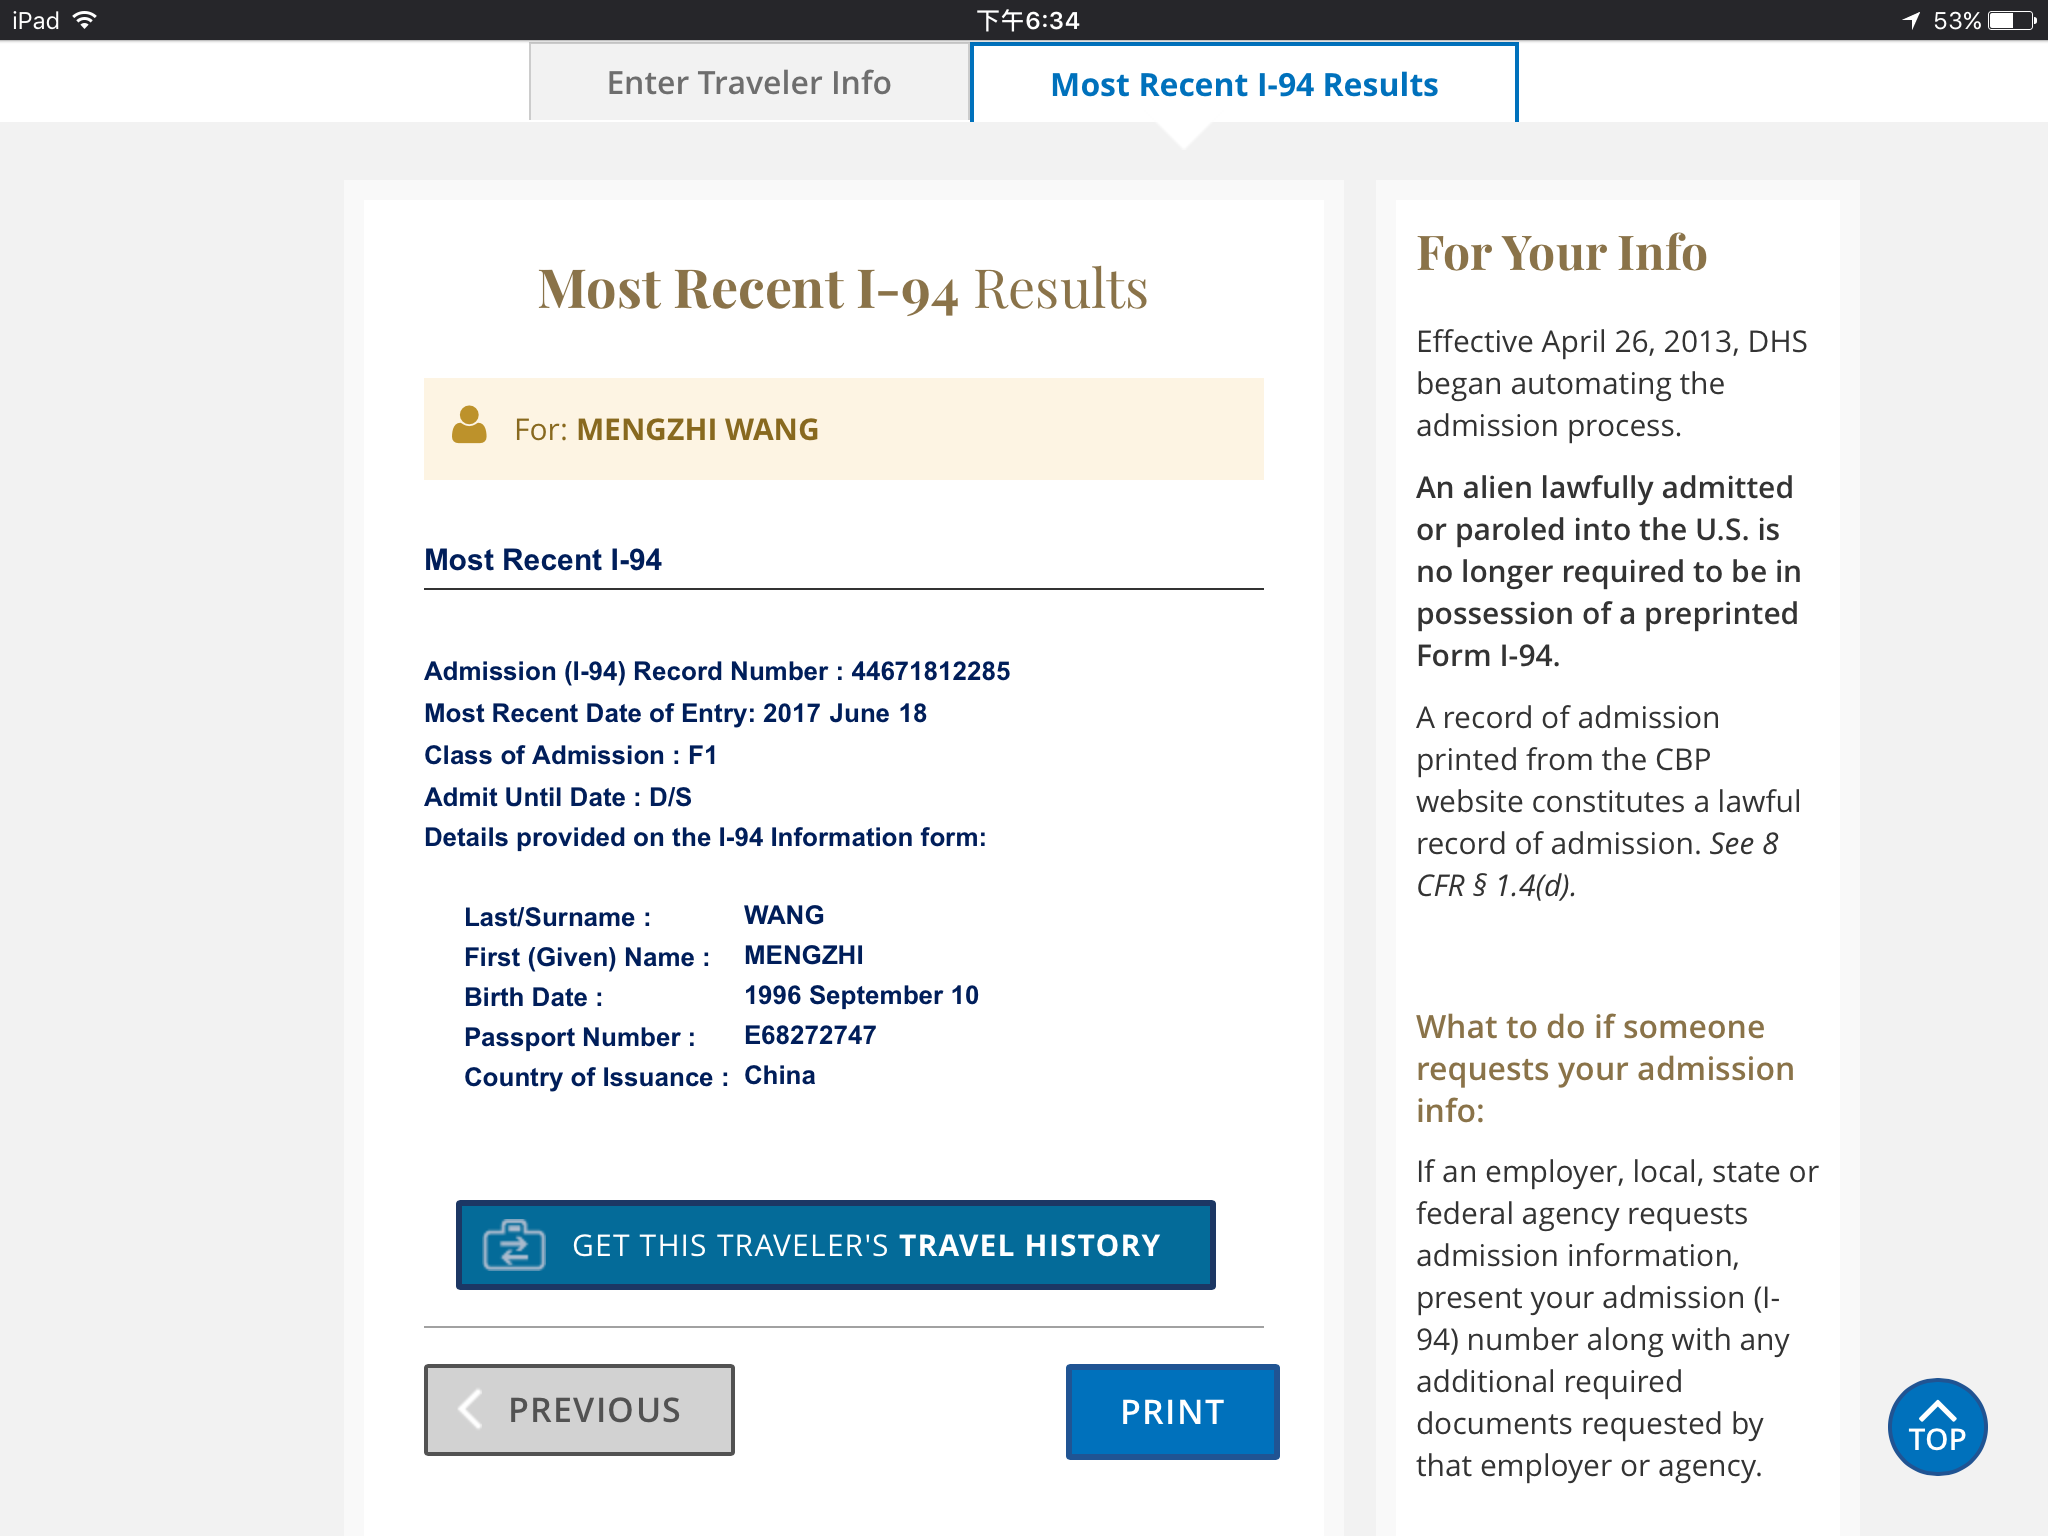 iPad
下午6:34
53%
Enter Traveler Info
Most Recent I-94 Results
Most Recent I-94 Results
For: MENGZHI WANG
Most Recent I-94
Admission (I-94) Record Number : 44671812285
Most Recent Date of Entry: 2017 June 18
Class of Admission : F1
Admit Until Date : D/S
Details provided on the I-94 Information form:
Last/Surname : WANG
First (Given) Name : MENGZHI
Birth Date : 1996 September 10
Passport Number : E68272747
Country of Issuance : China
GET THIS TRAVELER'S TRAVEL HISTORY
PREVIOUS
PRINT
For Your Info
Effective April 26, 2013, DHS
began automating the
admission process.
An alien lawfully admitted
or paroled into the U.S. is
no longer required to be in
possession of a preprinted
Form I-94.
A record of admission
printed from the CBP
website constitutes a lawful
record of admission. See 8
CFR § 1.4(d).
What to do if someone
requests your admission
info:
If an employer, local, state or
federal agency requests
admission information,
present your admission (I-
94) number along with any
additional required
documents requested by
that employer or agency.
TOP